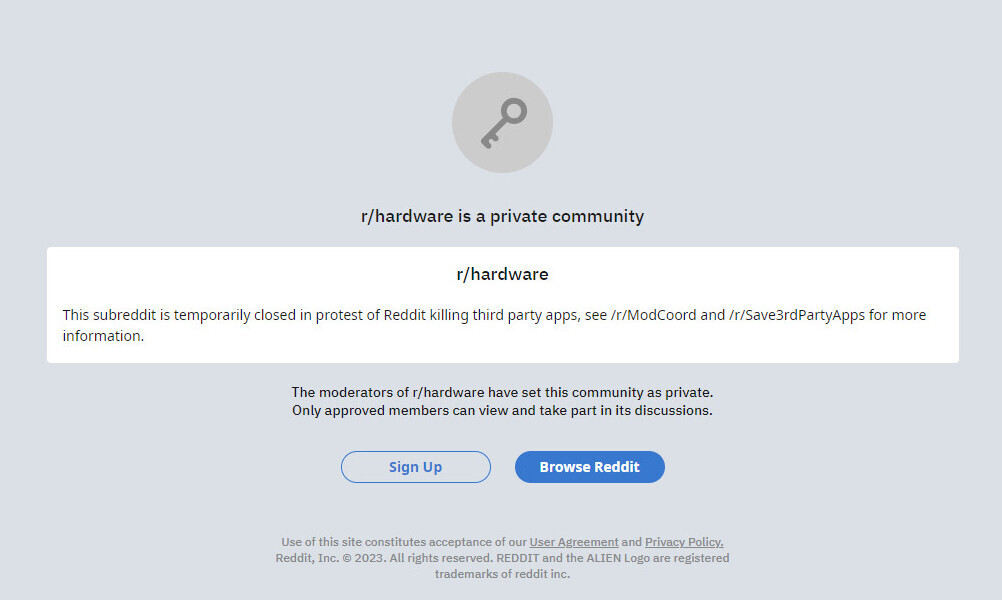 r/hardware is a private community
r/hardware
This subreddit is temporarily closed in protest of Reddit killing third party apps, see /r/ModCoord and /r/Save3rdPartyApps for more
information.
The moderators of r/hardware have set this community as private.
Only approved members can view and take part in its discussions.
Sign Up
Browse Reddit
Use of this site constitutes acceptance of our User Agreement and Privacy Policy.
Reddit, Inc. © 2023. All rights reserved. REDDIT and the ALIEN Logo are registered
trademarks of reddit inc.